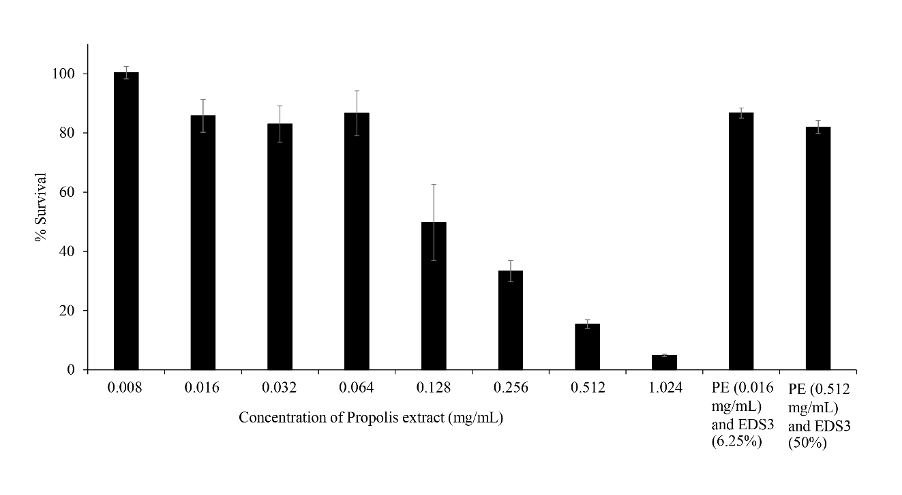 100
80
60
40
20
0
% Survival
0.008 0.016 0.032 0.064 0.128 0.256 0.512 1.024
PE (0.016
mg/mL)
and EDS3
(6.25%)
PE (0.512
mg/mL)
and EDS3
(50%)
Concentration of Propolis extract (mg/mL)